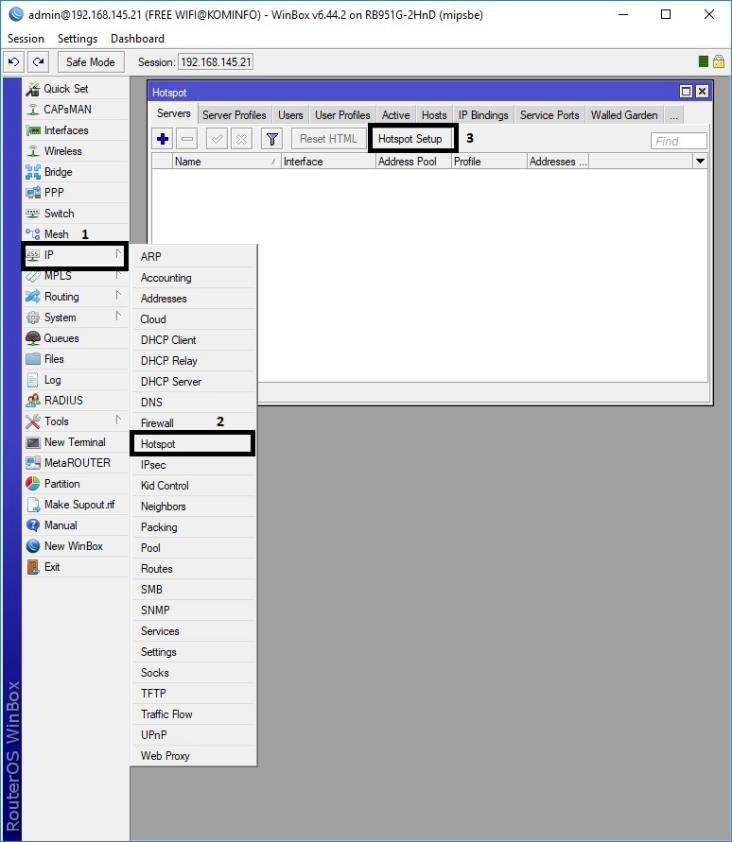 admin@192.168.145.21 (FREE WIFI@KOMINFO) - WinBox v6.44.2 on RB951G-2HnD (mipsbe)
Session Settings Dashboard
Safe Mode Session: 192.168.145.21
Quick Set
CAPsMAN
Interfaces
Wireless
Bridge
PPP
Switch
Mesh 1
IP
MPLS
Routing
System
Queues
Files
Log
RADIUS
Tools
New Terminal
MetaROUTER
Partition
Make Supout.rif
Manual
New WinBox
Exit
RouterOS WinBox
ARP
Accounting
Addresses
Cloud
DHCP Client
DHCP Relay
DHCP Server
DNS
Firewall 2
Hotspot
IPsec
Kid Control
Neighbors
Packing
Pool
Routes
SMB
SNMP
Services
Settings
Socks
TFTP
Traffic Flow
UPnP
Web Proxy
Hotspot
Servers Server Profiles Users User Profiles Active Hosts IP Bindings Service Ports Walled Garden ...
Reset HTML Hotspot Setup 3 Find
Name / Interface Address Pool Profile Addresses ...